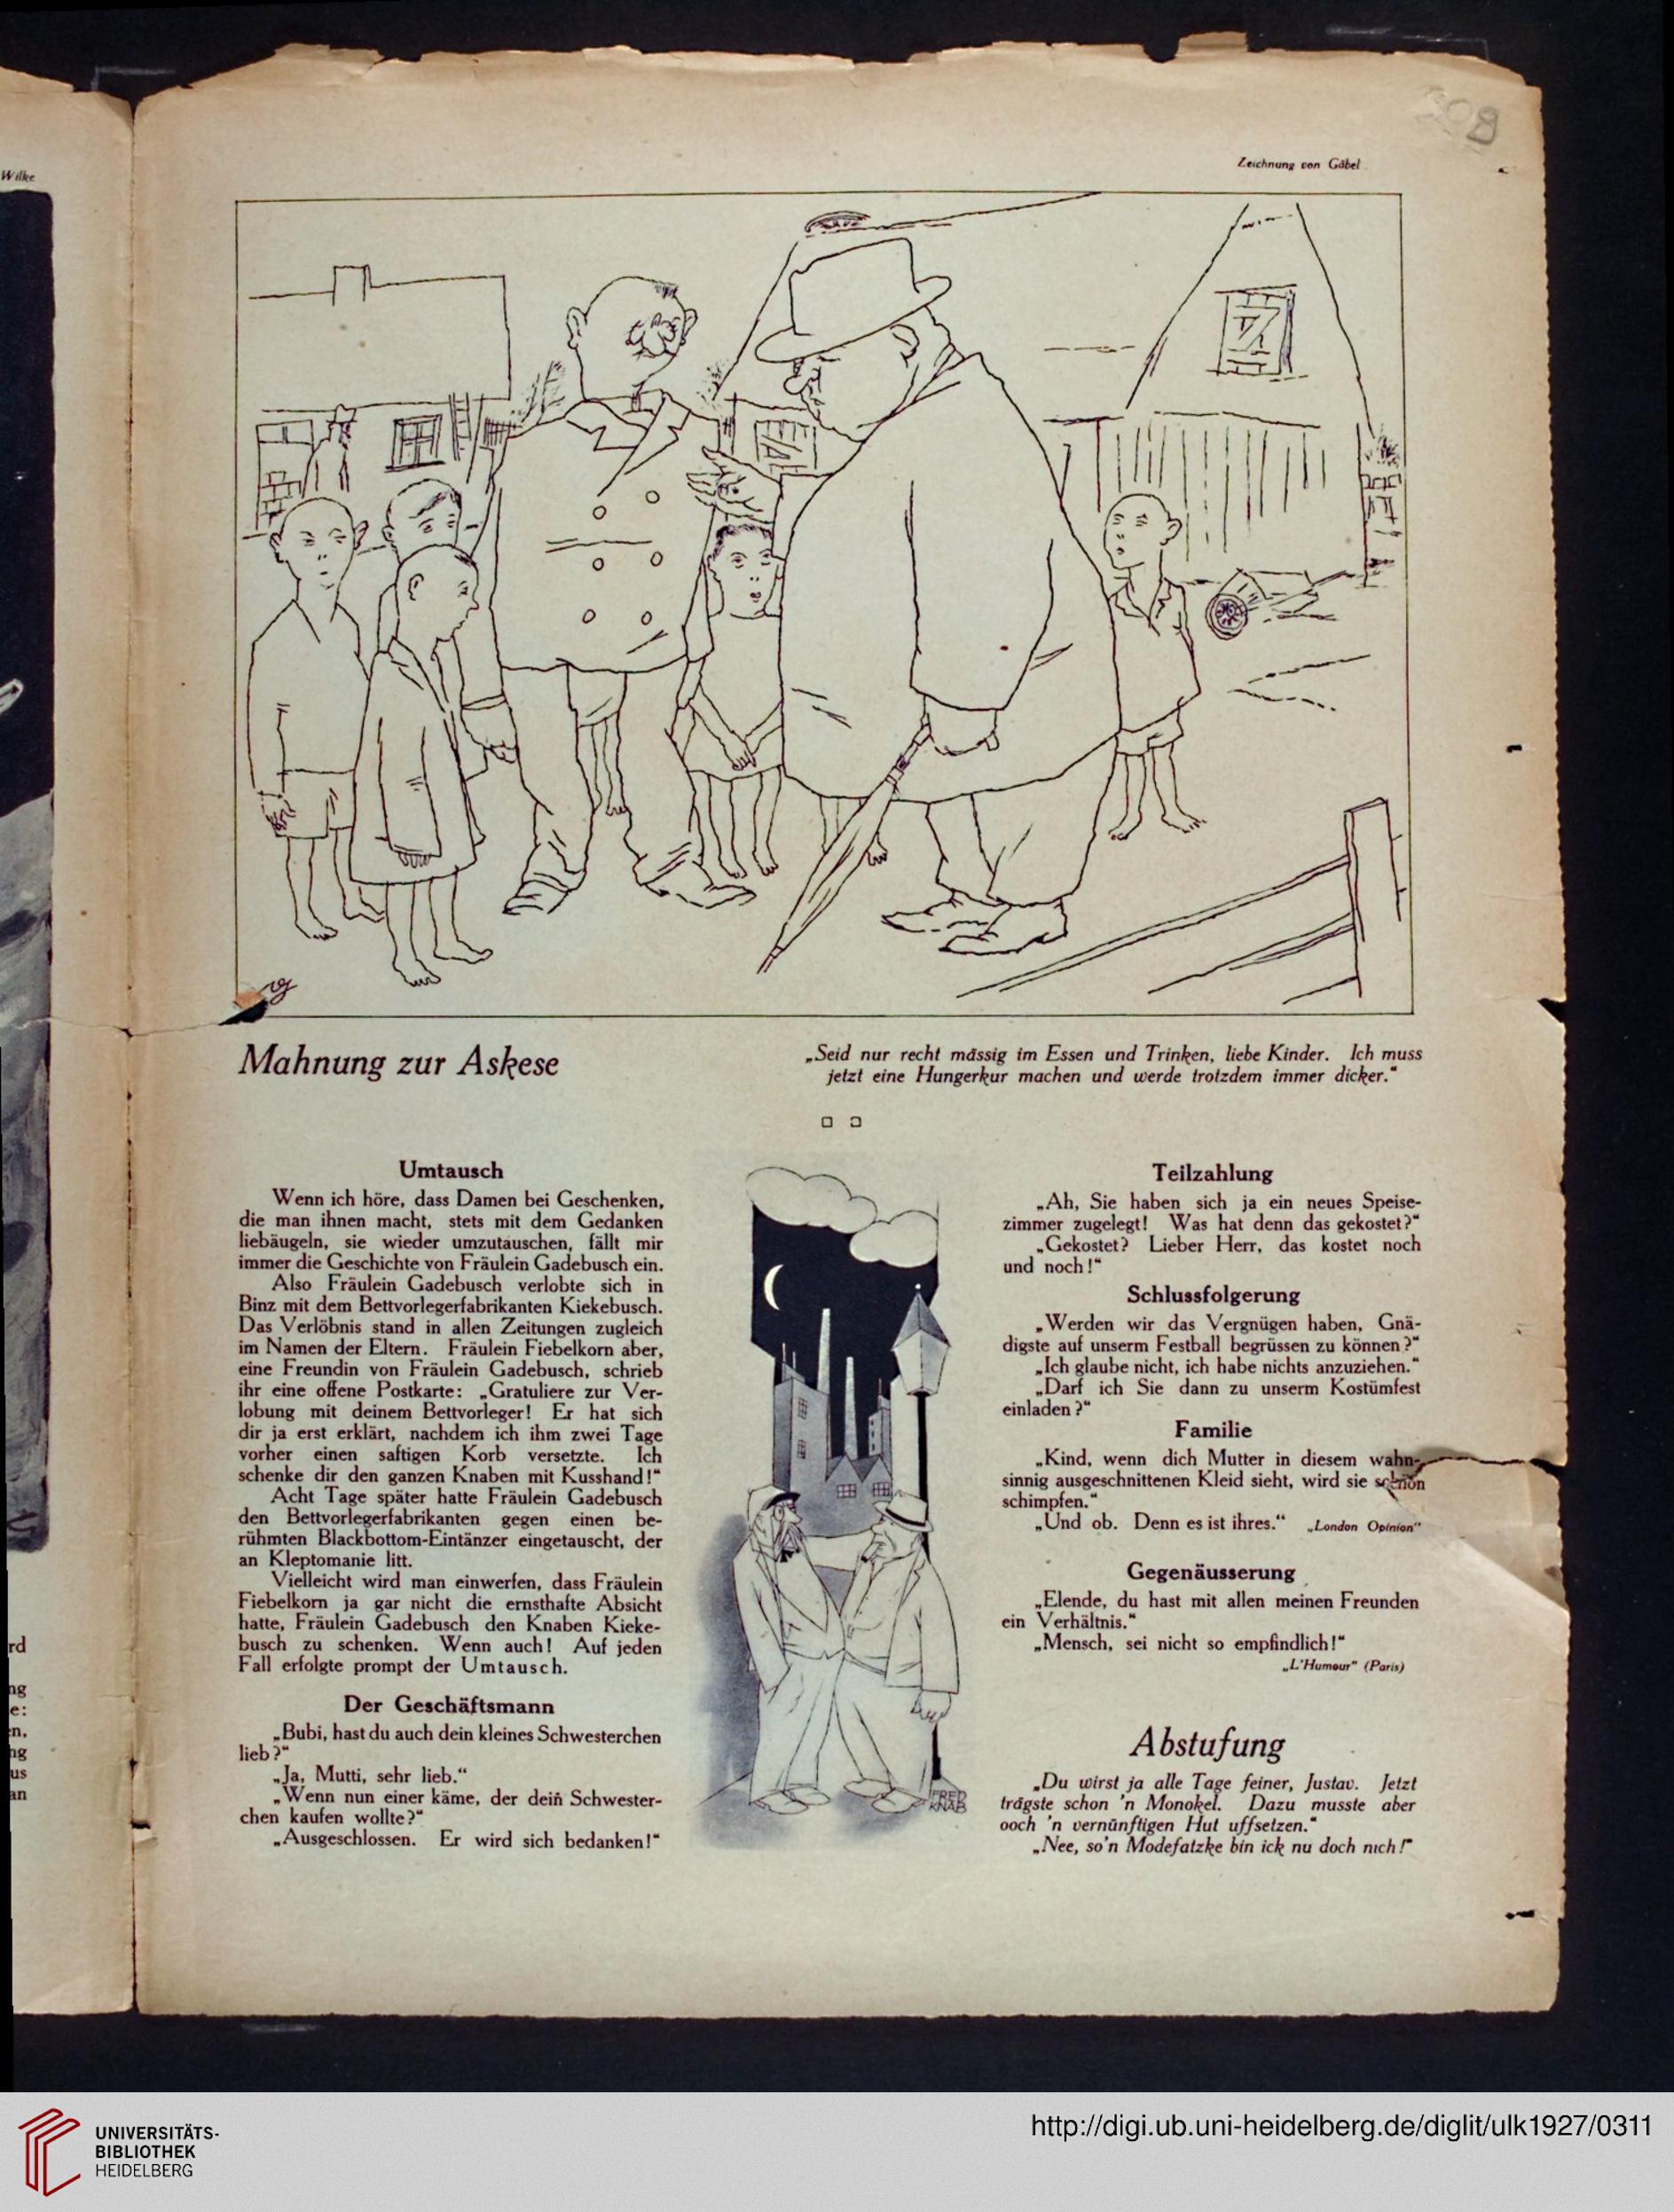 Wilke
Zeichnung von Gäbel
Mahnung zur Askese
„Seid nur recht mässig im Essen und Trinken, liebe Kinder. Ich muss
jetzt eine Hungerkur machen und werde trotzdem immer dicker.“
Umtausch
Wenn ich höre, dass Damen bei Geschenken,
die man ihnen macht, stets mit dem Gedanken
liebäugeln, sie wieder umzutauschen, fällt mir
immer die Geschichte von Fräulein Gadebusch ein.
Also Fräulein Gadebusch verlobte sich in
Binz mit dem Bettvorlegerfabrikanten Kiekebusch.
Das Verlöbnis stand in allen Zeitungen zugleich
im Namen der Eltern. Fräulein Fiebelkorn aber,
eine Freundin von Fräulein Gadebusch, schrieb
ihr eine offene Postkarte: „Gratuliere zur Ver-
lobung mit deinem Bettvorleger! Er hat sich
dir ja erst erklärt, nachdem ich ihm zwei Tage
vorher einen saftigen Korb versetzte. Ich
schenke dir den ganzen Knaben mit Kusshand!“
Acht Tage später hatte Fräulein Gadebusch
den Bettvorlegerfabrikanten gegen einen be-
rühmten Blackbottom-Eintänzer eingetauscht, der
an Kleptomanie litt.
Vielleicht wird man einwerfen, dass Fräulein
Fiebelkorn ja gar nicht die ernsthafte Absicht
hatte, Fräulein Gadebusch den Knaben Kieke-
busch zu schenken. Wenn auch! Auf jeden
Fall erfolgte prompt der Umtausch.
Der Geschäftsmann
„Bubi, hast du auch dein kleines Schwesterchen
lieb?“
„Ja, Mutti, sehr lieb.“
„Wenn nun einer käme, der dein Schwester-
chen kaufen wollte?“
„Ausgeschlossen. Er wird sich bedanken!“
FRED
KNAB
Teilzahlung
„Ah, Sie haben sich ja ein neues Speise-
zimmer zugelegt! Was hat denn das gekostet?“
„Gekostet? Lieber Herr, das kostet noch
und noch!“
Schlussfolgerung
„Werden wir das Vergnügen haben, Gnä-
digste auf unserm Festball begrüssen zu können?“
„Ich glaube nicht, ich habe nichts anzuziehen.“
„Darf ich Sie dann zu unserm Kostümfest
einladen?“
Familie
„Kind, wenn dich Mutter in diesem wahn-
sinnig ausgeschnittenen Kleid sieht, wird sie schön
schimpfen.“
„Und ob. Denn es ist ihres.“ „London Opinion“
Gegenäusserung
„Elende, du hast mit allen meinen Freunden
ein Verhältnis.“
„Mensch, sei nicht so empfindlich!“
„L'Humour“ (Paris)
Abstufung
„Du wirst ja alle Tage feiner, Justav. Jetzt
trägste schon 'n Monokel. Dazu musste aber
ooch 'n vernünftigen Hut uffsetzen.“
„Nee, so'n Modefatzke bin ick nu doch nich!“
UNIVERSITÄTS-
BIBLIOTHEK
HEIDELBERG
http://digi.ub.uni-heidelberg.de/diglit/ulk1927/0311